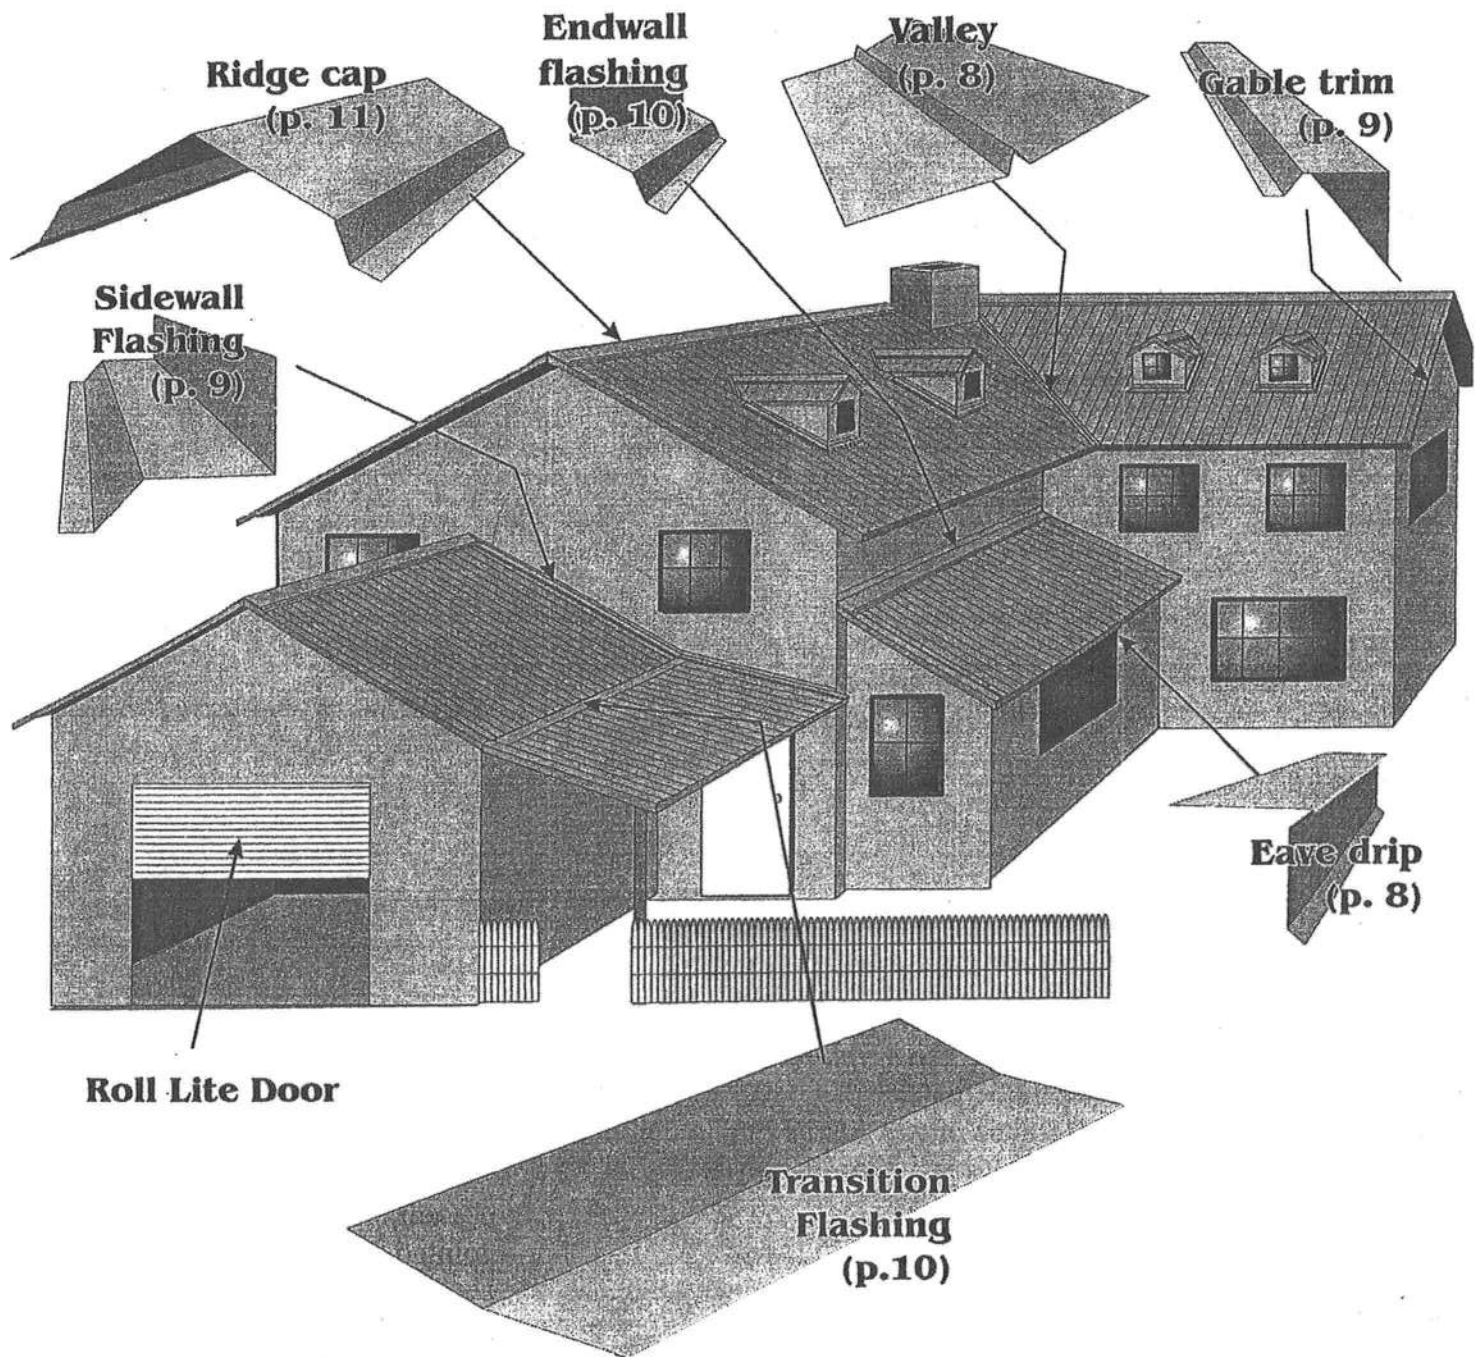 Ridge cap
(p. 11)
Endwall
flashing
(p. 10)
Valley
(p. 8)
Gable trim
(p. 9)
Sidewall
Flashing
(p. 9)
Eave drip
(p. 8)
Roll Lite Door
Transition
Flashing
(p.10)